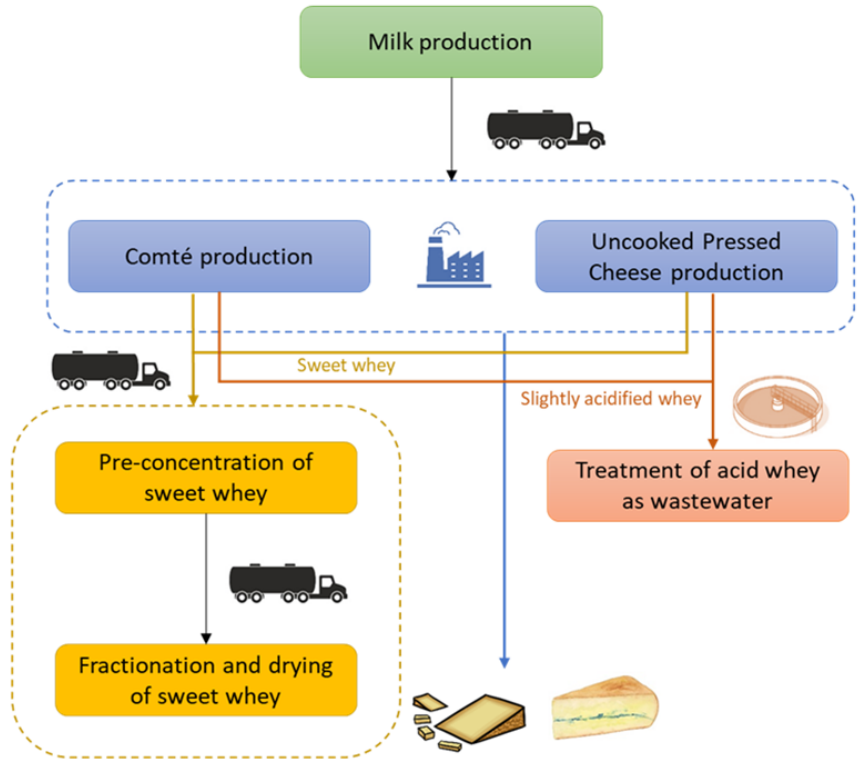 Milk production
Comté production
Uncooked Pressed
Cheese production
Sweet whey
Slightly acidified whey
Pre-concentration of
sweet whey
Treatment of acid whey
as wastewater
Fractionation and drying
of sweet whey